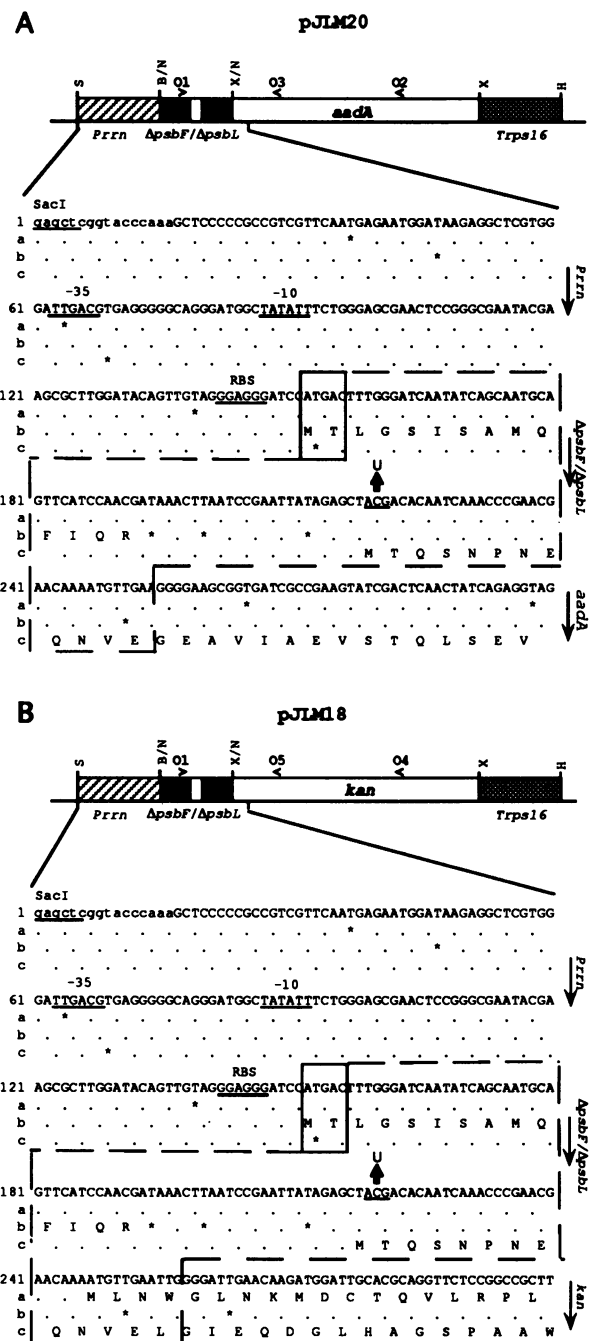 A
pJLM20
S B/N O1 X/N O3 O2 X H
aadA
Prrn ΔpsbF/ΔpsbL Trps16
SacI
1 gagctcggtacccaaaGCTCCCCCGCCGTCGTTCAATGAGAATGGATAAGAGGCTCGTGG
a . . . . . . . . . . . . * . . . . . . .
b . . . . . . . . . . . . . . . * . . . .
c . . . . . . . . . . . . . . . . . . .
Prrn
-35 -10
61 GATTGACGTGAGGGGGCAGGGATGGCTATATTTCTGGGAGCGAACTCCGGGCGAATACGA
a . * . . . . . . . . . . . . . . . . . .
b . . . . . . . . . . . . . . . . . . . .
c . . * . . . . . . . . . . . . . . . .
RBS
121 AGCGCTTGGATACAGTTGTAGGGAGGGATCCATGACTTTGGGATCAATATCAGCAATGCA
a . . . . . . * . . . . . . . . . . . . .
b . . . . . . . . . . M T L G S I S A M Q
c . . . . . . . . . . * . . . . . . . .
ΔpsbF/ΔpsbL
U
181 GTTCATCCAACGATAAACTTAATCCGAATTATAGAGCTACGACACAATCAAACCCGAACG
a . . . . . . . . . . . . . . . . . . . .
b F I Q R * . * . . . * . . . . . . . . .
c . . . . . . . . . . . . M T Q S N P N E
241 AACAAAATGTTGAAGGGGAAGCGGTGATCGCCGAAGTATCGACTCAACTATCAGAGGTAG
a . . . . . . . . * . . . . . . . . . . *
b . . . * . . . . . . . . . . . . . . . .
c Q N V E G E A V I A E V S T Q L S E V
aadA
B
pJLM18
S B/N O1 X/N O5 O4 X H
kan
Prrn ΔpsbF/ΔpsbL Trps16
SacI
1 gagctcggtacccaaaGCTCCCCCGCCGTCGTTCAATGAGAATGGATAAGAGGCTCGTGG
a . . . . . . . . . . . . * . . . . . . .
b . . . . . . . . . . . . . . . * . . . .
c . . . . . . . . . . . . . . . . . . .
Prrn
-35 -10
61 GATTGACGTGAGGGGGCAGGGATGGCTATATTTCTGGGAGCGAACTCCGGGCGAATACGA
a . * . . . . . . . . . . . . . . . . . .
b . . . . . . . . . . . . . . . . . . . .
c . . * . . . . . . . . . . . . . . . .
RBS
121 AGCGCTTGGATACAGTTGTAGGGAGGGATCCATGACTTTGGGATCAATATCAGCAATGCA
a . . . . . . * . . . . . . . . . . . . .
b . . . . . . . . . . M T L G S I S A M Q
c . . . . . . . . . . * . . . . . . . .
ΔpsbF/ΔpsbL
U
181 GTTCATCCAACGATAAACTTAATCCGAATTATAGAGCTACGACACAATCAAACCCGAACG
a . . . . . . . . . . . . . . . . . . . .
b F I Q R * . * . . . * . . . . . . . . .
c . . . . . . . . . . . . M T Q S N P N E
241 AACAAAATGTTGAATTGGGGATTGAACAAGATGGATTGCACGCAGGTTCTCCGGCCGCTT
a . . M L N W G L N K M D C T Q V L R P L
b . . . * . . . * . . . . . . . . . . . .
c Q N V E L G I E Q D G L H A G S P A A W
kan